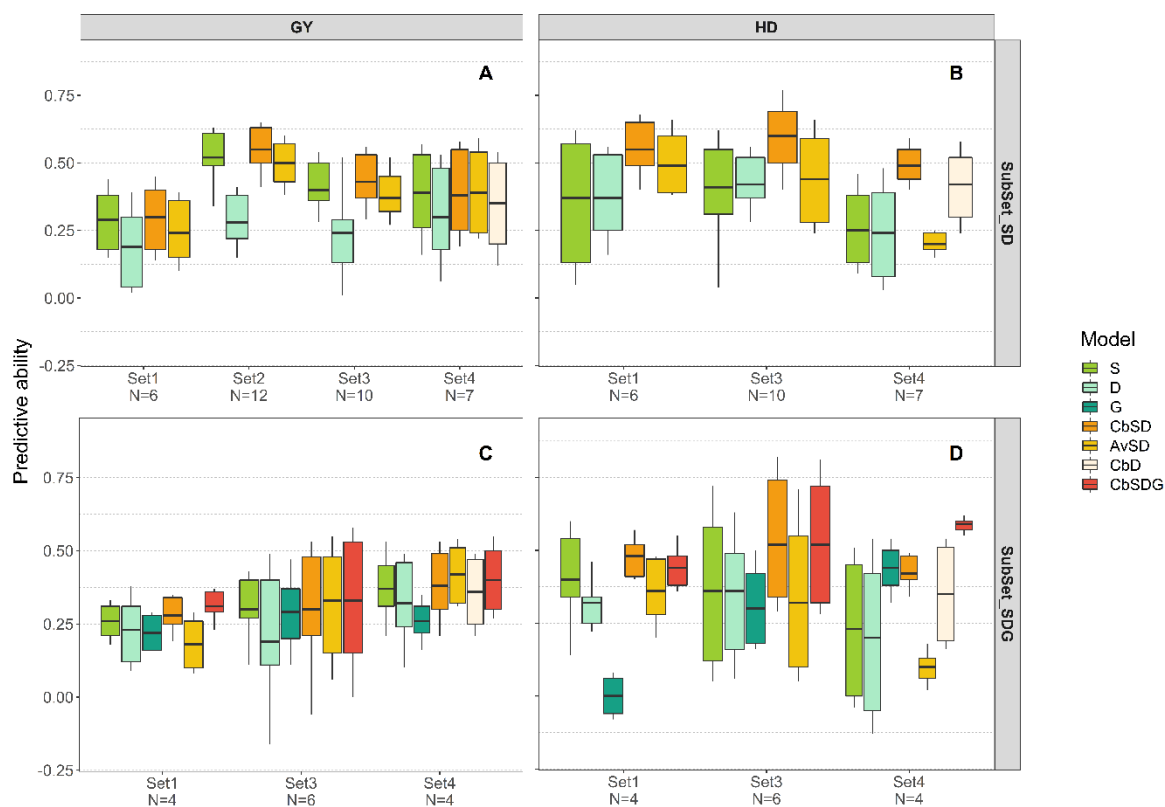 GY
HD
A
B
SubSet_SD
0.75
0.50
0.25
0.00
-0.25
Set1
N=6
Set2
N=12
Set3
N=10
Set4
N=7
Set1
N=6
Set3
N=10
Set4
N=7
Predictive ability
C
D
SubSet_SDG
0.75
0.50
0.25
0.00
-0.25
Set1
N=4
Set3
N=6
Set4
N=4
Set1
N=4
Set3
N=6
Set4
N=4
Model
S
D
G
CbSD
AvSD
CbD
CbSDG